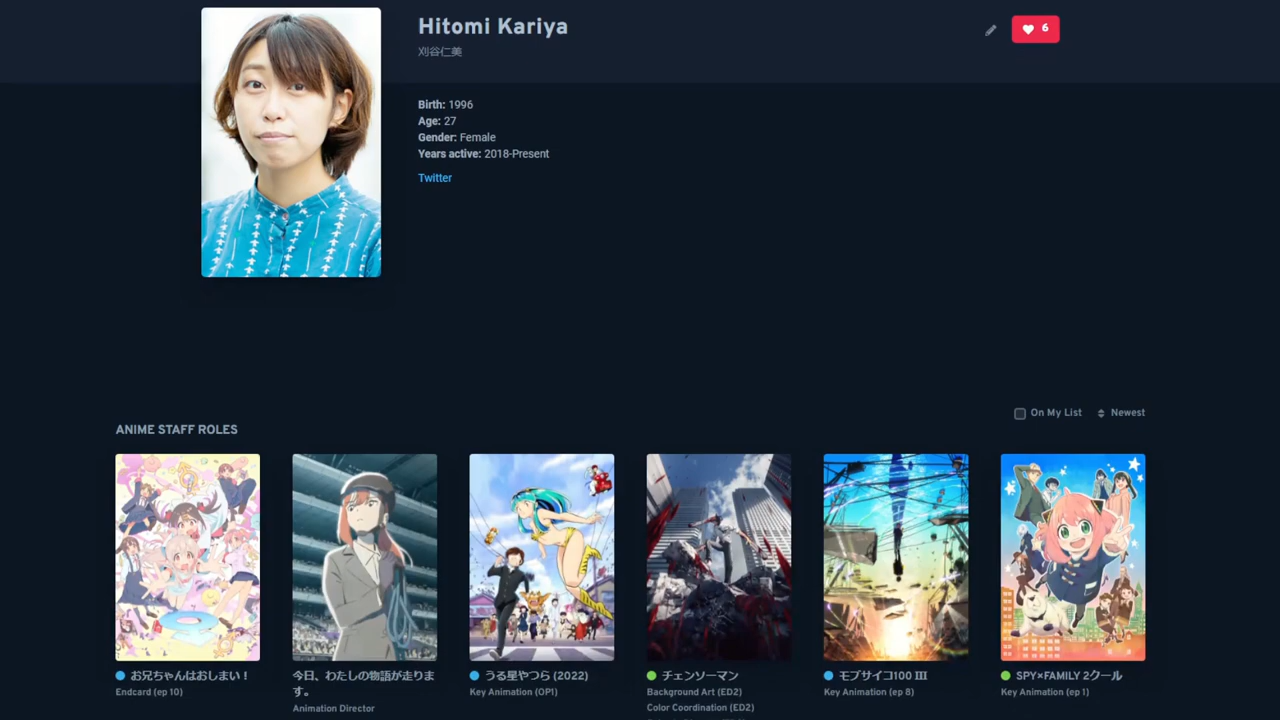 Hitomi Kariya
6
刈谷仁美
Birth: 1996
Age: 27
Gender: Female
Years active: 2018-Present
Twitter
On My List
Newest
ANIME STAFF ROLES
お兄ちゃんはおしまい！
Endcard (ep 10)
今日、わたしの物語が走りま
す。
Animation Director
うる星やつら (2022)
Key Animation (OP1)
チェンソーマン
Background Art (ED2)
Color Coordination (ED2)
モブサイコ100 III
Key Animation (ep 8)
SPY×FAMILY 2クール
Key Animation (ep 1)